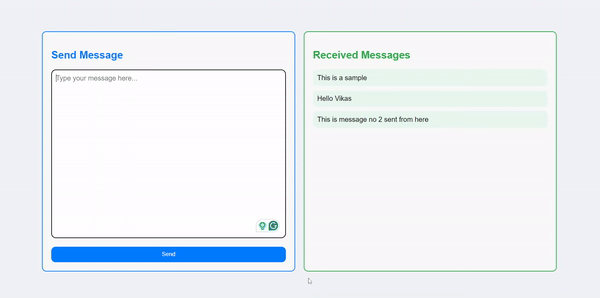 Send Message
Type your message here...
Send
Received Messages
This is a sample
Hello Vikas
This is message no 2 sent from here